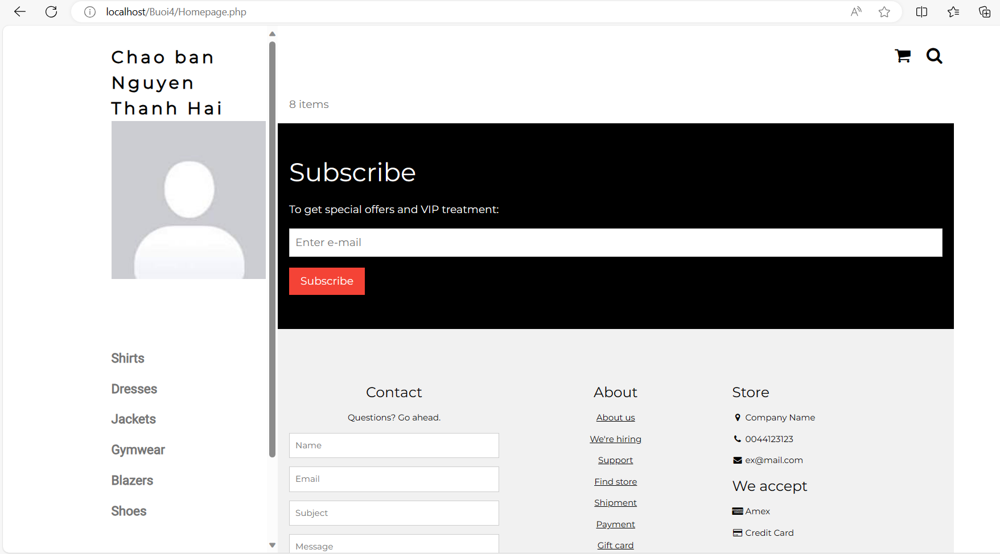 localhost/Buoi4/Homepage.php
Chao ban
Nguyen
Thanh Hai
Shirts
Dresses
Jackets
Gymwear
Blazers
Shoes
8 items
Subscribe
To get special offers and VIP treatment:
Enter e-mail
Subscribe
Contact
Questions? Go ahead.
Name
Email
Subject
Message
About
About us
We're hiring
Support
Find store
Shipment
Payment
Gift card
Store
Company Name
0044123123
ex@mail.com
We accept
Amex
Credit Card